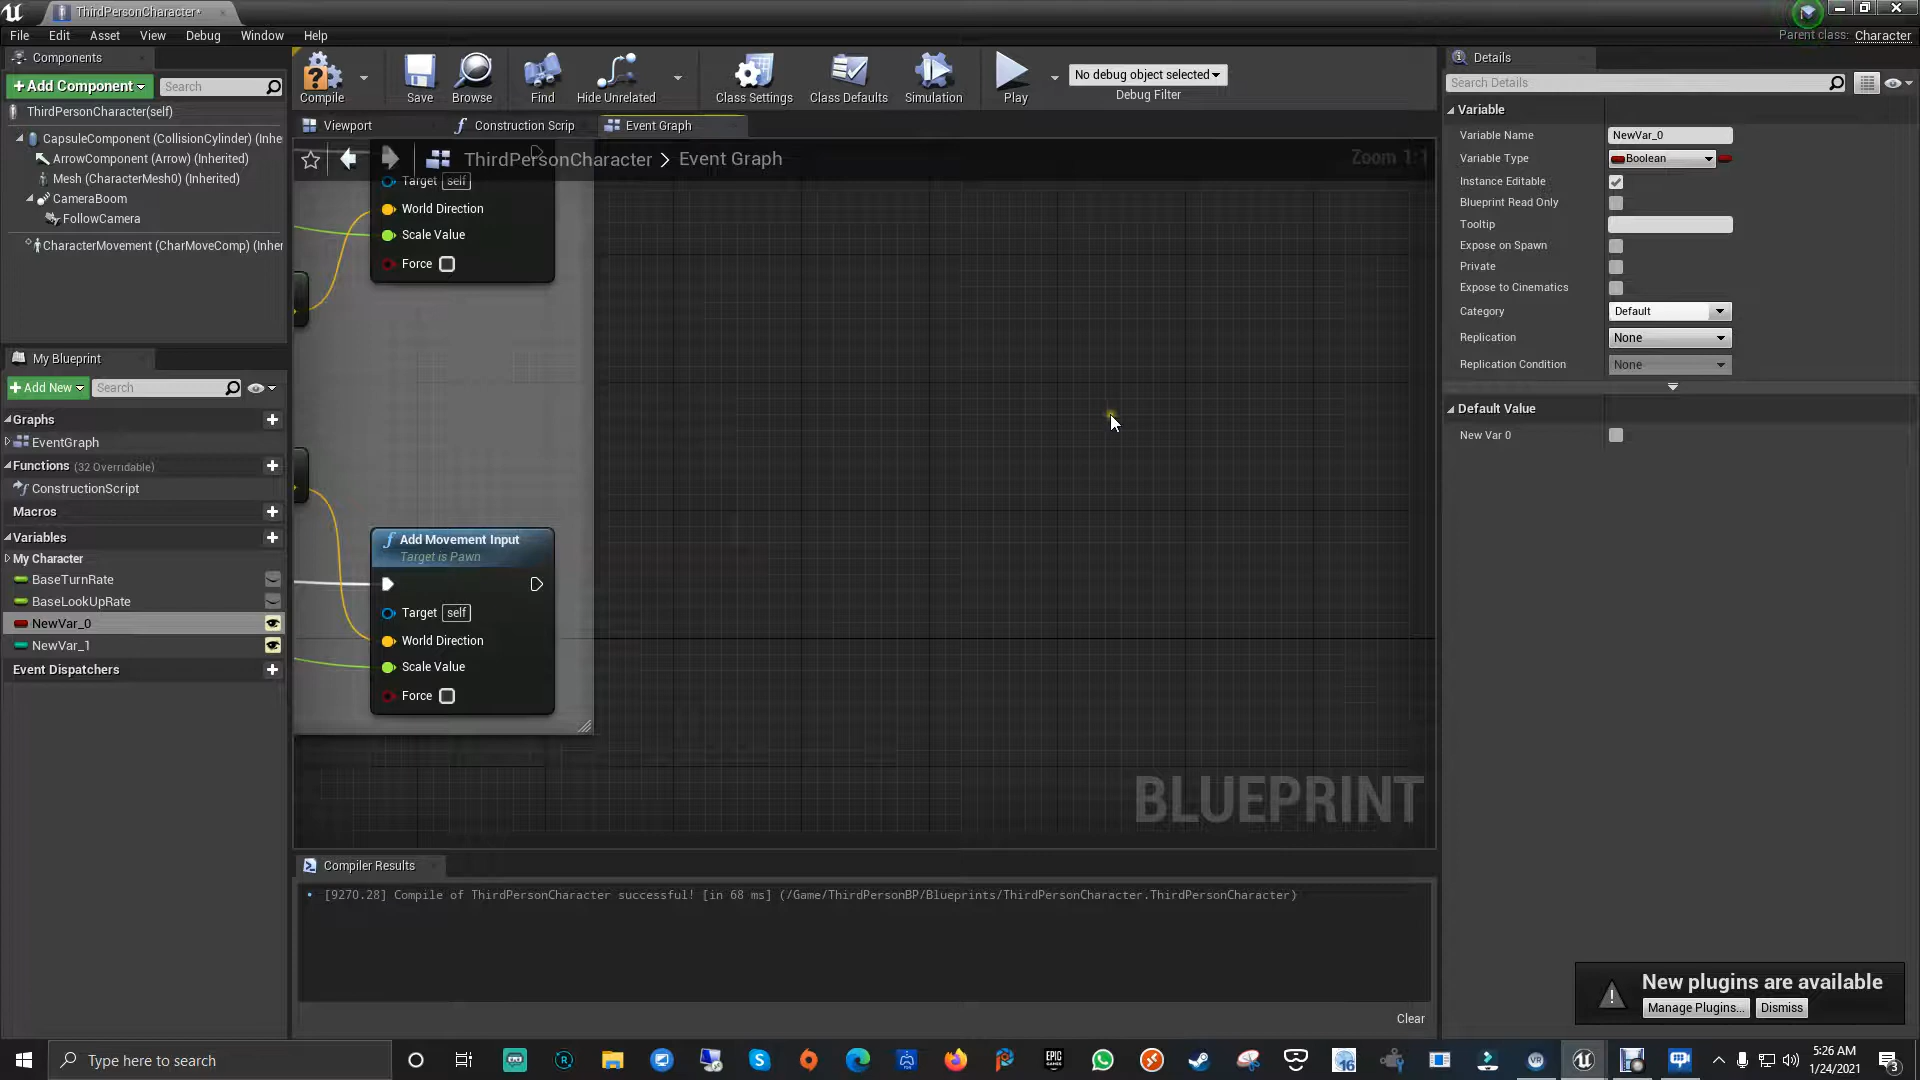 ThirdPersonCharacter*
File Edit Asset View Debug Window Help
Parent class: Character
Components
+Add Component
Search
ThirdPersonCharacter(self)
CapsuleComponent (CollisionCylinder) (Inhe
ArrowComponent (Arrow) (Inherited)
Mesh (CharacterMesh0) (Inherited)
CameraBoom
FollowCamera
CharacterMovement (CharMoveComp) (Inher
My Blueprint
+Add New
Search
Graphs
EventGraph
Functions (32 Overridable)
ConstructionScript
Macros
Variables
My Character
BaseTurnRate
BaseLookUpRate
NewVar_0
NewVar_1
Event Dispatchers
Compile
Save
Browse
Find
Hide Unrelated
Class Settings
Class Defaults
Simulation
Play
No debug object selected
Debug Filter
Viewport
Construction Scrip
Event Graph
ThirdPersonCharacter > Event Graph
Zoom 1:1
Target self
World Direction
Scale Value
Force
Add Movement Input
Target is Pawn
Target self
World Direction
Scale Value
Force
BLUEPRINT
Compiler Results
[9270.28] Compile of ThirdPersonCharacter successful! [in 68 ms] (/Game/ThirdPersonBP/Blueprints/ThirdPersonCharacter.ThirdPersonCharacter)
Clear
Details
Search Details
Variable
Variable Name NewVar_0
Variable Type Boolean
Instance Editable
Blueprint Read Only
Tooltip
Expose on Spawn
Private
Expose to Cinematics
Category Default
Replication None
Replication Condition None
Default Value
New Var 0
New plugins are available
Manage Plugins... Dismiss
Type here to search
EPIC GAMES
16
VR
5:26 AM
1/24/2021
3